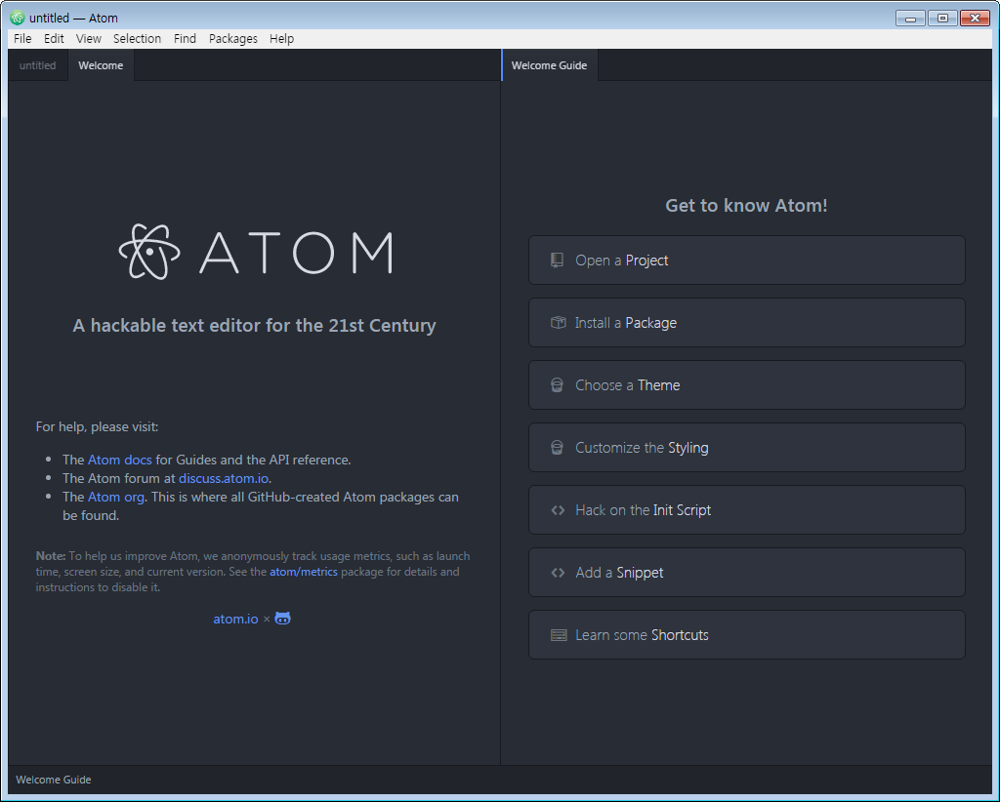 untitled — Atom
File Edit View Selection Find Packages Help
untitled Welcome
ATOM
A hackable text editor for the 21st Century
For help, please visit:
• The Atom docs for Guides and the API reference.
• The Atom forum at discuss.atom.io.
• The Atom org. This is where all GitHub-created Atom packages can
be found.
Note: To help us improve Atom, we anonymously track usage metrics, such as launch
time, screen size, and current version. See the atom/metrics package for details and
instructions to disable it.
atom.io ×
Welcome Guide
Get to know Atom!
Open a Project
Install a Package
Choose a Theme
Customize the Styling
Hack on the Init Script
Add a Snippet
Learn some Shortcuts
Welcome Guide